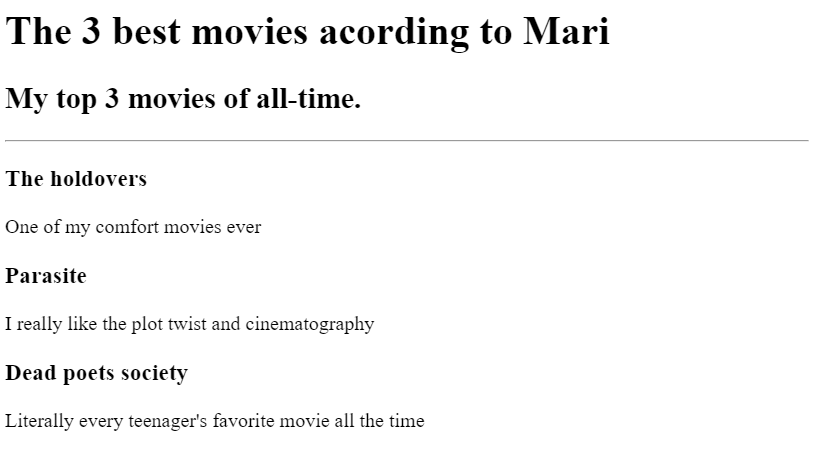 The 3 best movies acording to Mari
My top 3 movies of all-time.
The holdovers
One of my comfort movies ever
Parasite
I really like the plot twist and cinematography
Dead poets society
Literally every teenager's favorite movie all the time